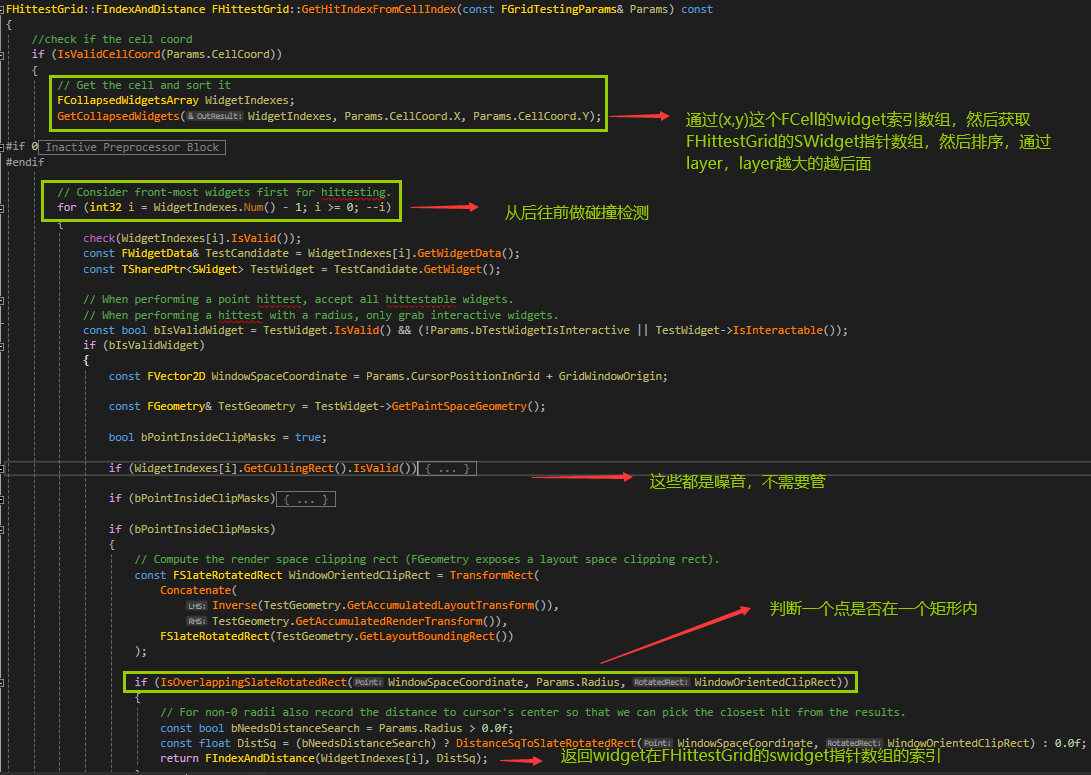 FHittestGrid::FIndexAndDistance FHittestGrid::GetHitIndexFromCellIndex(const FGridTestingParams& Params) const
{
//check if the cell coord
if (IsValidCellCoord(Params.CellCoord))
{
// Get the cell and sort it
FCollapsedWidgetsArray WidgetIndexes;
GetCollapsedWidgets(& OutResult: WidgetIndexes, Params.CellCoord.X, Params.CellCoord.Y);
通过(x,y)这个FCell的widget索引数组，然后获取
FHittestGrid的SWidget指针数组，然后排序，通过
layer，layer越大的越后面
#if 0 Inactive Preprocessor Block
#endif
// Consider front-most widgets first for hittesting.
for (int32 i = WidgetIndexes.Num() - 1; i >= 0; --i)
从后往前做碰撞检测
{
check(WidgetIndexes[i].IsValid());
const FWidgetData& TestCandidate = WidgetIndexes[i].GetWidgetData();
const TSharedPtr<SWidget> TestWidget = TestCandidate.GetWidget();
// When performing a point hittest, accept all hittestable widgets.
// When performing a hittest with a radius, only grab interactive widgets.
const bool bIsValidWidget = TestWidget.IsValid() && (!Params.bTestWidgetIsInteractive || TestWidget->IsInteractable());
if (bIsValidWidget)
{
const FVector2D WindowSpaceCoordinate = Params.CursorPositionInGrid + GridWindowOrigin;
const FGeometry& TestGeometry = TestWidget->GetPaintSpaceGeometry();
bool bPointInsideClipMasks = true;
if (WidgetIndexes[i].GetCullingRect().IsValid()) { ... }
这些都是噪音，不需要管
if (bPointInsideClipMasks) { ... }
if (bPointInsideClipMasks)
{
// Compute the render space clipping rect (FGeometry exposes a layout space clipping rect).
const FSlateRotatedRect WindowOrientedClipRect = TransformRect(
Concatenate(
LHS: Inverse(TestGeometry.GetAccumulatedLayoutTransform()),
RHS: TestGeometry.GetAccumulatedRenderTransform()),
FSlateRotatedRect(TestGeometry.GetLayoutBoundingRect())
);
判断一个点是否在一个矩形内
if (IsOverlappingSlateRotatedRect(Point: WindowSpaceCoordinate, Params.Radius, RotatedRect: WindowOrientedClipRect))
{
// For non-0 radii also record the distance to cursor's center so that we can pick the closest hit from the results.
const bool bNeedsDistanceSearch = Params.Radius > 0.0f;
const float DistSq = (bNeedsDistanceSearch) ? DistanceSqToSlateRotatedRect(Point: WindowSpaceCoordinate, RotatedRect: WindowOrientedClipRect) : 0.0f;
return FIndexAndDistance(WidgetIndexes[i], DistSq);
返回widget在FHittestGrid的swidget指针数组的索引